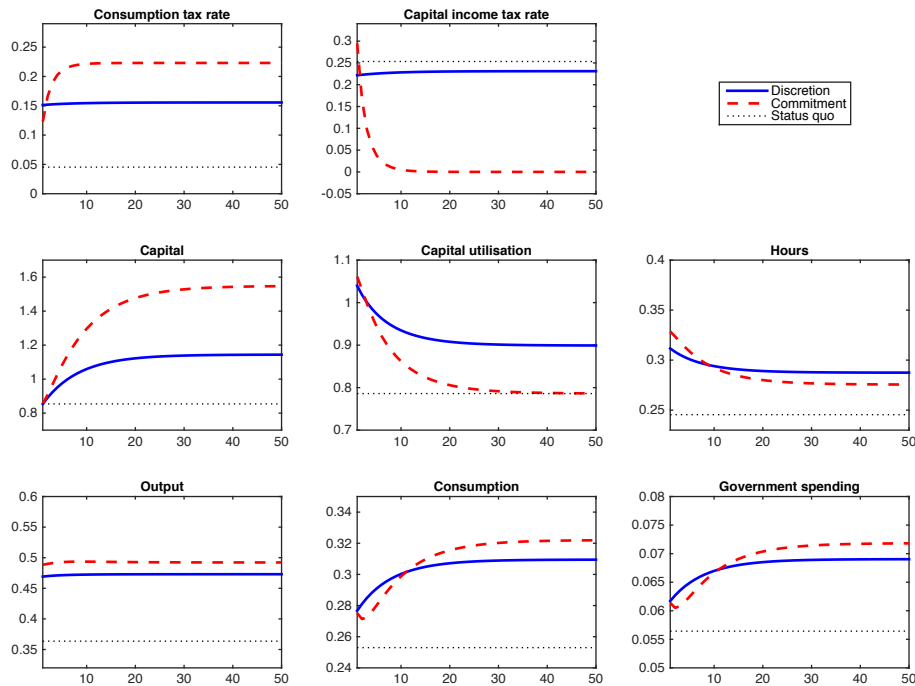 Consumption tax rate
0.25
0.2
0.15
0.1
0.05
0
10 20 30 40 50
Capital income tax rate
0.3
0.25
0.2
0.15
0.1
0.05
0
-0.05
10 20 30 40 50
Discretion
Commitment
Status quo
Capital
1.6
1.4
1.2
1
0.8
10 20 30 40 50
Capital utilisation
1.1
1
0.9
0.8
0.7
10 20 30 40 50
Hours
0.4
0.35
0.3
0.25
10 20 30 40 50
Output
0.6
0.55
0.5
0.45
0.4
0.35
10 20 30 40 50
Consumption
0.34
0.32
0.3
0.28
0.26
0.24
10 20 30 40 50
Government spending
0.08
0.075
0.07
0.065
0.06
0.055
0.05
10 20 30 40 50